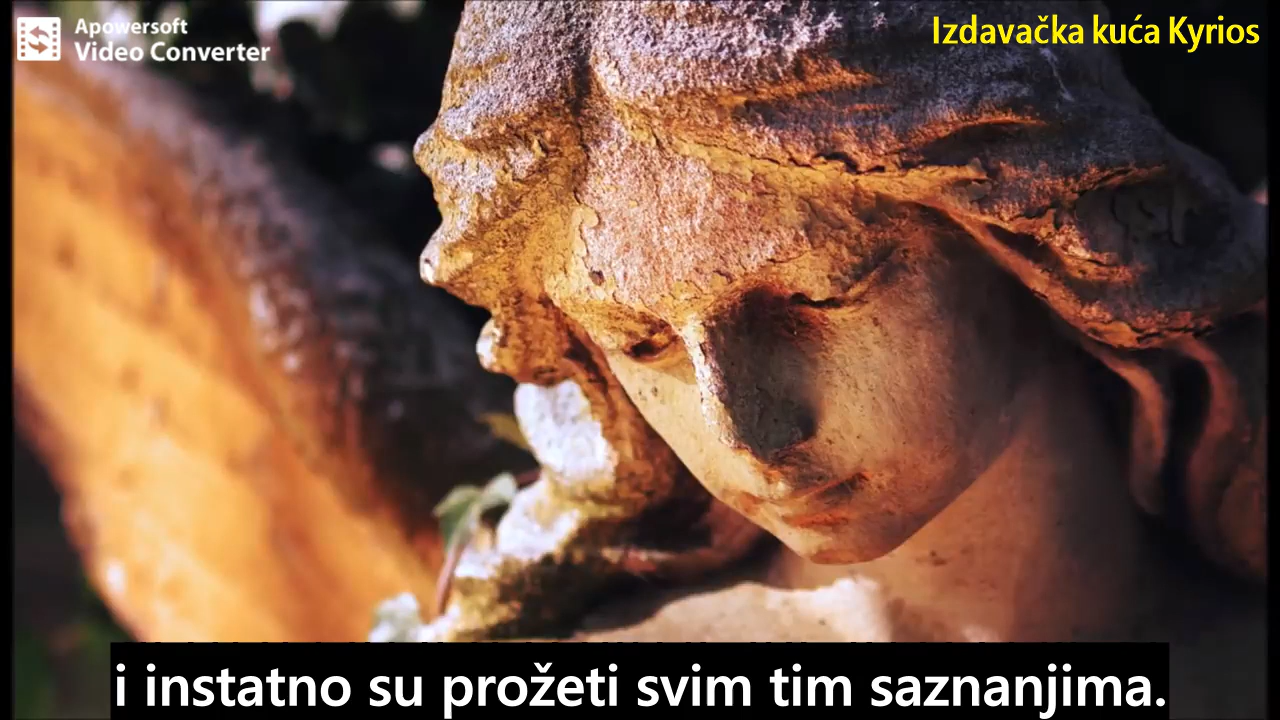 Apowersoft
Video Converter
Izdavačka kuća Kyrios
i instatno su prožeti svim tim saznanjima.